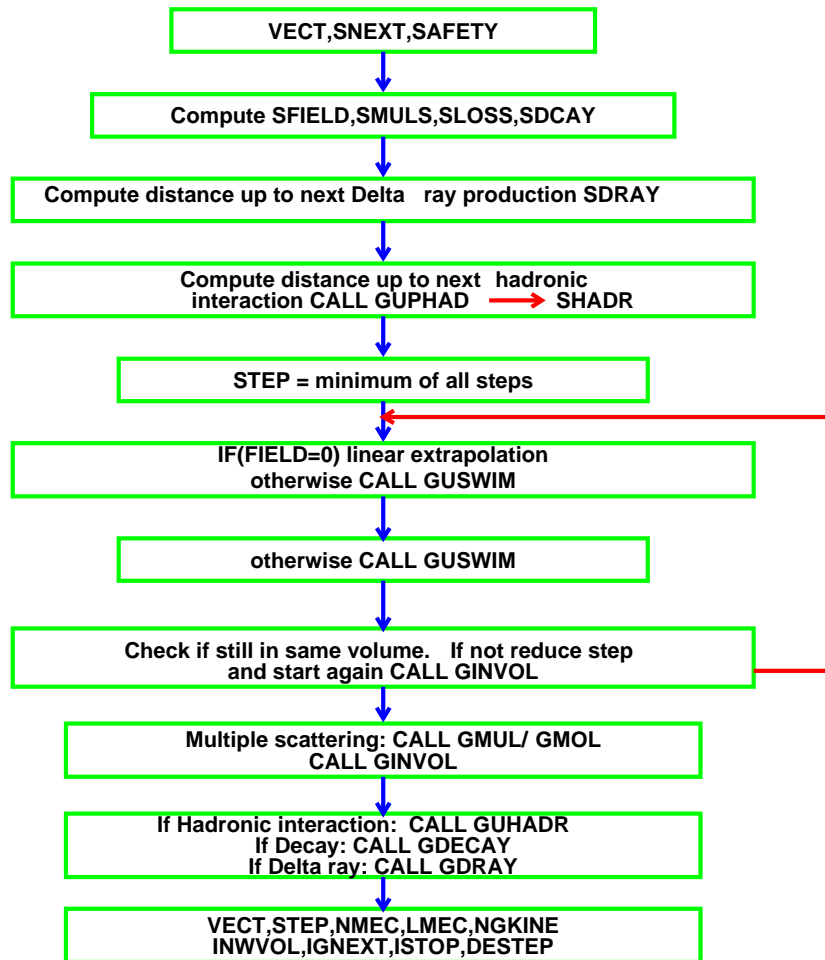 VECT,SNEXT,SAFETY
Compute SFIELD,SMULS,SLOSS,SDCAY
Compute distance up to next Delta ray production SDRAY
Compute distance up to next hadronic
interaction CALL GUPHAD SHADR
STEP = minimum of all steps
IF(FIELD=0) linear extrapolation
otherwise CALL GUSWIM
otherwise CALL GUSWIM
Check if still in same volume. If not reduce step
and start again CALL GINVOL
Multiple scattering: CALL GMUL/ GMOL
CALL GINVOL
If Hadronic interaction: CALL GUHADR
If Decay: CALL GDECAY
If Delta ray: CALL GDRAY
VECT,STEP,NMEC,LMEC,NGKINE
INWVOL,IGNEXT,ISTOP,DESTEP